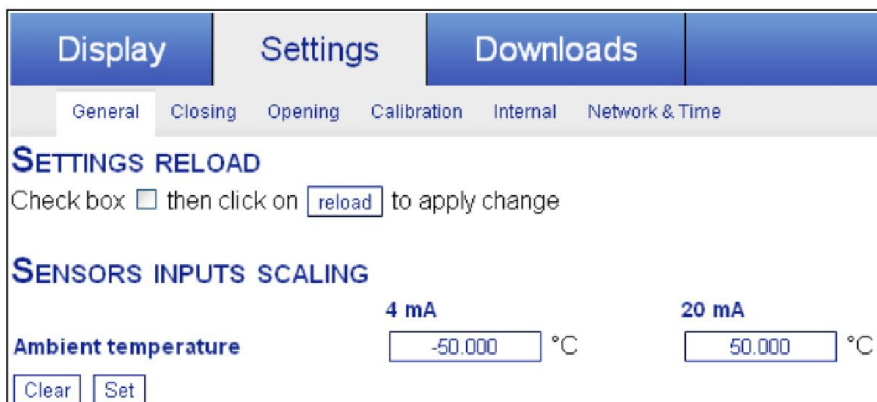 Display Settings Downloads
General Closing Opening Calibration Internal Network & Time
SETTINGS RELOAD
Check box then click on reload to apply change
SENSORS INPUTS SCALING
4 mA 20 mA
Ambient temperature -50.000 °C 50.000 °C
Clear Set